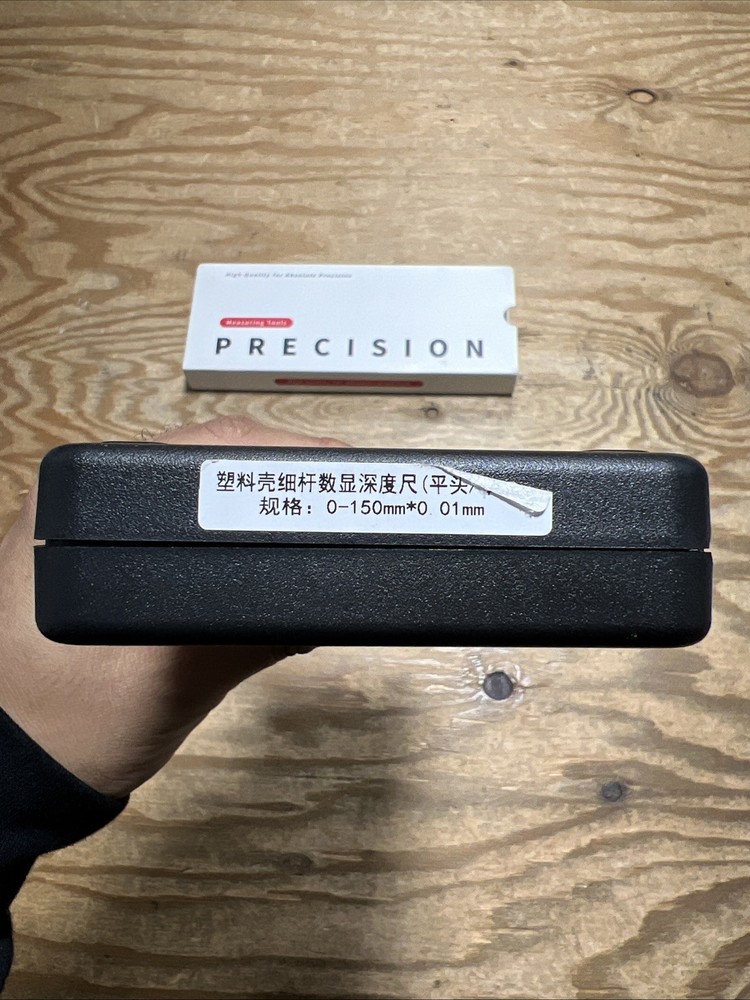 High Quality for Absolute Precision
Measuring Tools
PRECISION
塑料壳细杆数显深度尺(平头
规格：0-150mm*0.01mm